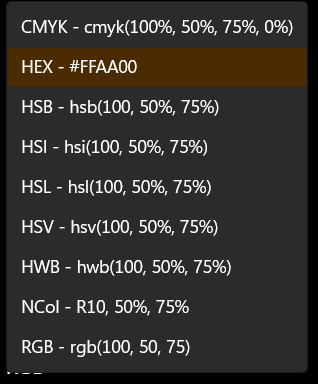 CMYK - cmyk(100%, 50%, 75%, 0%)
HEX - #FFAA00
HSB - hsb(100, 50%, 75%)
HSI - hsi(100, 50%, 75%)
HSL - hsl(100, 50%, 75%)
HSV - hsv(100, 50%, 75%)
HWB - hwb(100, 50%, 75%)
NCol - R10, 50%, 75%
RGB - rgb(100, 50, 75)